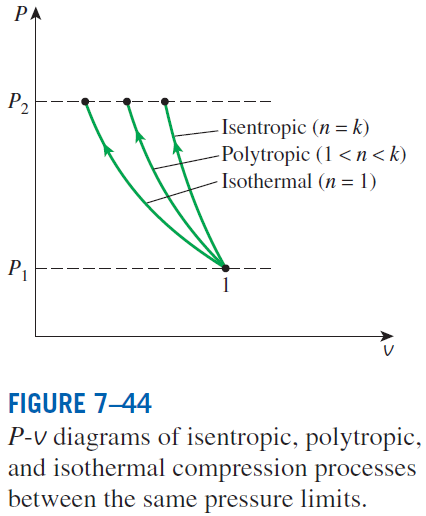 P
P₂
Isentropic (n = k)
Polytropic (1 < n < k)
Isothermal (n = 1)
P₁
1
v
FIGURE 7–44
P-v diagrams of isentropic, polytropic,
and isothermal compression processes
between the same pressure limits.